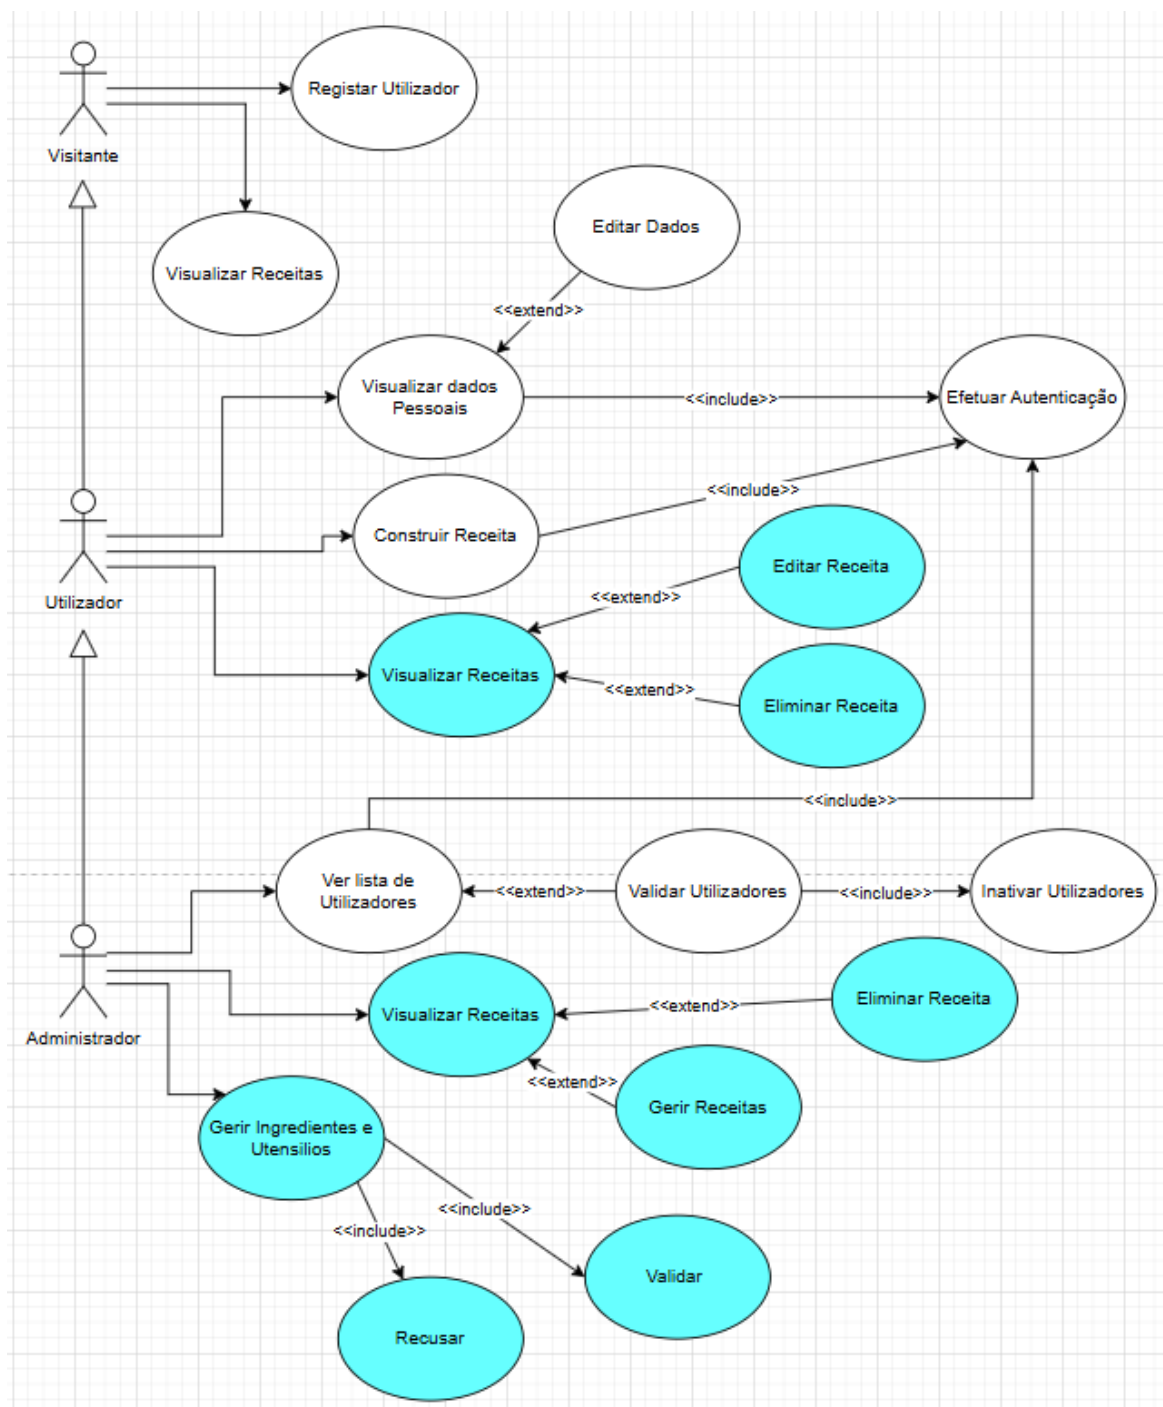 Registar Utilizador
Visitante
Editar Dados
Visualizar Receitas
<<extend>>
Visualizar dados
Pessoais
<<include>>
Efetuar Autenticação
<<include>>
Construir Receita
Editar Receita
<<extend>>
Utilizador
Visualizar Receitas
<<extend>>
Eliminar Receita
<<include>>
Ver lista de
Utilizadores
<<extend>>
Validar Utilizadores
<<include>>
Inativar Utilizadores
Eliminar Receita
<<extend>>
Visualizar Receitas
Administrador
<<extend>>
Gerir Receitas
Gerir Ingredientes e
Utensilios
<<include>>
<<include>>
Validar
Recusar